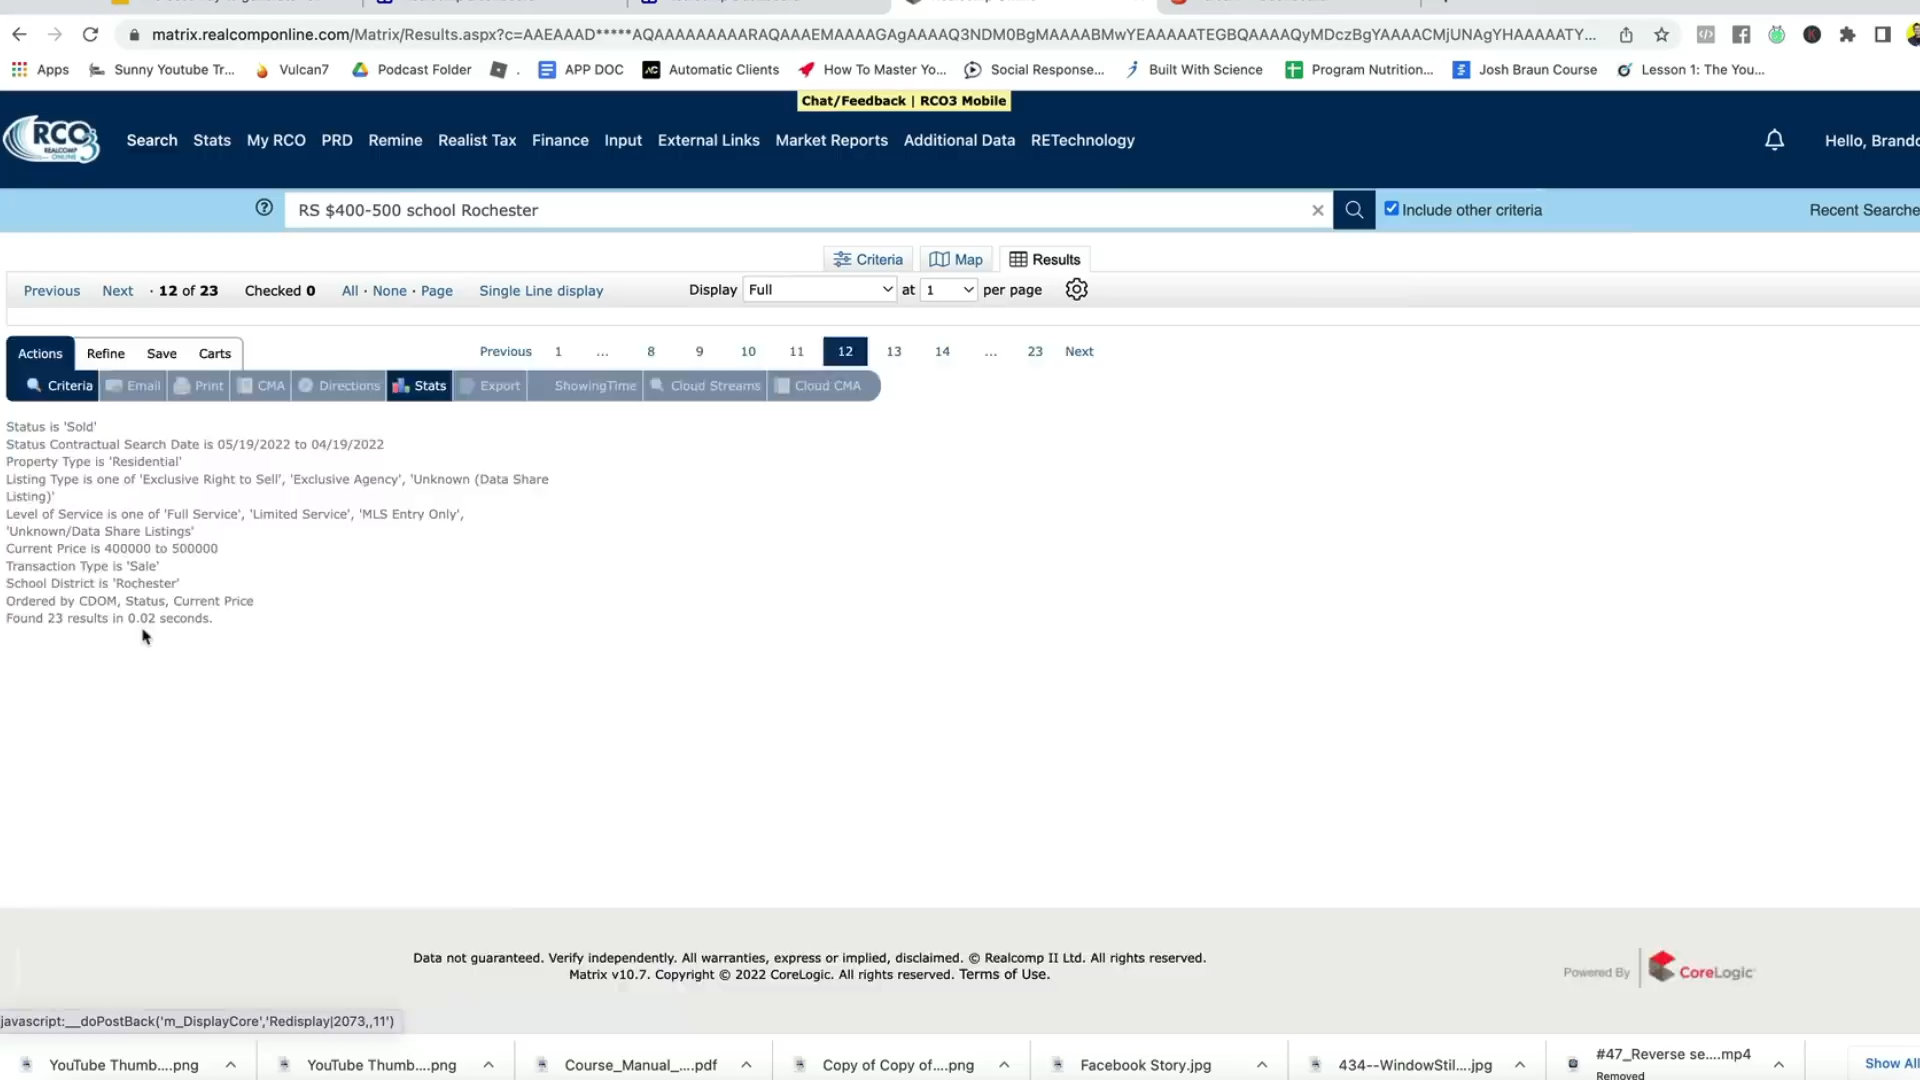 matrix.realcomponline.com/Matrix/Results.aspx?c=AAEAAAD*****AQAAAAAAAAARAQAAAEMAAAAGAgAAAAQ3NDM0BgMAAAABMwYEAAAAATEGBQAAAAQyMDczBgYAAAACMjUNAgYHAAAAATY...
Apps Sunny Youtube Tr... Vulcan7 Podcast Folder . APP DOC Automatic Clients How To Master Yo... Social Response... Built With Science Program Nutrition... Josh Braun Course Lesson 1: The You...
Chat/Feedback | RCO3 Mobile
RCO3 REALCOMP ONLINE Search Stats My RCO PRD Remine Realist Tax Finance Input External Links Market Reports Additional Data RETechnology Hello, Brando
RS $400-500 school Rochester Include other criteria Recent Searche
Criteria Map Results
Previous Next · 12 of 23 Checked 0 All · None · Page Single Line display Display Full at 1 per page
Actions Refine Save Carts Previous 1 ... 8 9 10 11 12 13 14 ... 23 Next
Criteria Email Print CMA Directions Stats Export ShowingTime Cloud Streams Cloud CMA
Status is 'Sold'
Status Contractual Search Date is 05/19/2022 to 04/19/2022
Property Type is 'Residential'
Listing Type is one of 'Exclusive Right to Sell', 'Exclusive Agency', 'Unknown (Data Share
Listing)'
Level of Service is one of 'Full Service', 'Limited Service', 'MLS Entry Only',
'Unknown/Data Share Listings'
Current Price is 400000 to 500000
Transaction Type is 'Sale'
School District is 'Rochester'
Ordered by CDOM, Status, Current Price
Found 23 results in 0.02 seconds.
Data not guaranteed. Verify independently. All warranties, express or implied, disclaimed. © Realcomp II Ltd. All rights reserved.
Matrix v10.7. Copyright © 2022 CoreLogic. All rights reserved. Terms of Use.
Powered By CoreLogic
javascript:__doPostBack('m_DisplayCore','Redisplay|2073,,11')
YouTube Thumb....png YouTube Thumb....png Course_Manual_....pdf Copy of Copy of....png Facebook Story.jpg 434--WindowStil....jpg #47_Reverse se....mp4 Show All
Removed